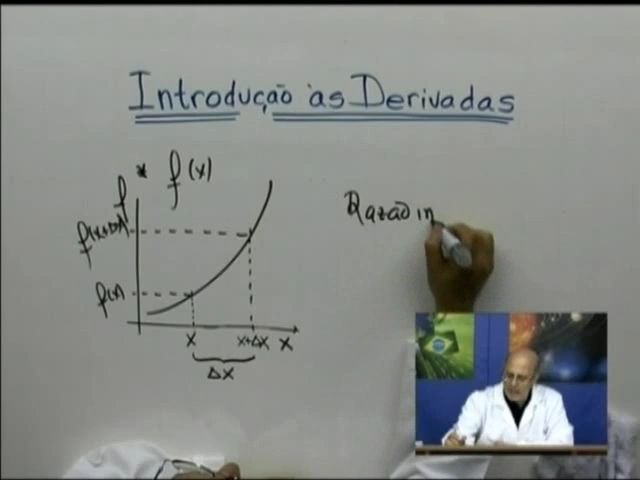 Introdução às Derivadas
* f(x)
f
f(x+Δx)
f(x)
x
x+Δx
x
Δx
Razão in